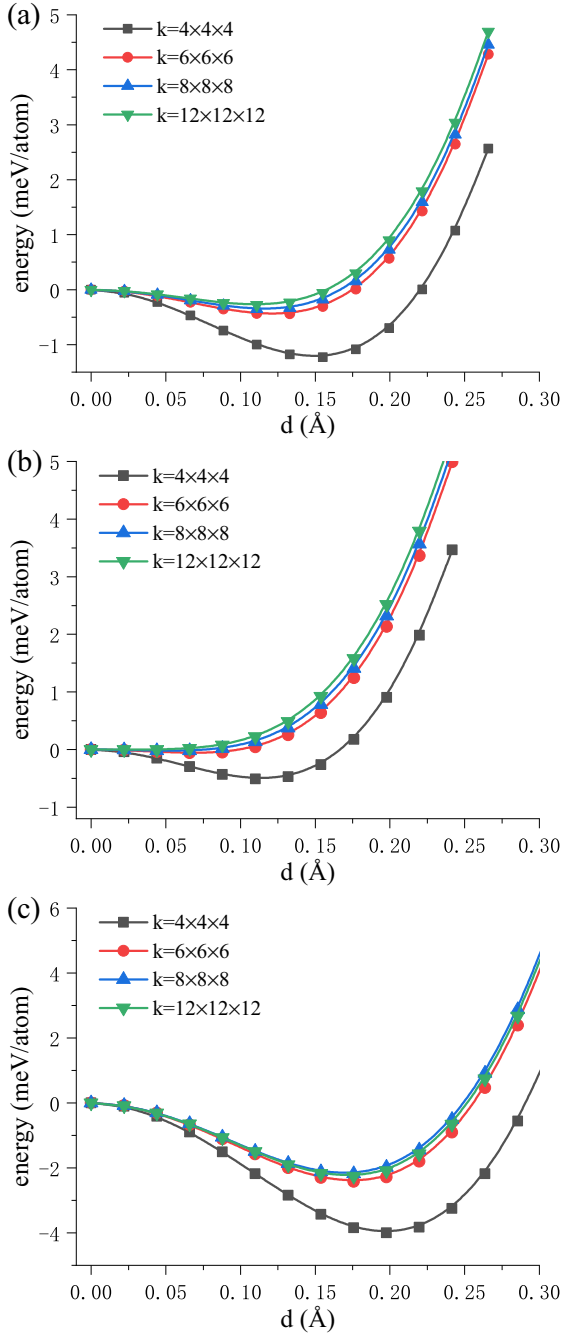 (a)
k=4×4×4
k=6×6×6
k=8×8×8
k=12×12×12
energy (meV/atom)
5
4
3
2
1
0
-1
0.00 0.05 0.10 0.15 0.20 0.25 0.30
d (Å)
(b)
k=4×4×4
k=6×6×6
k=8×8×8
k=12×12×12
energy (meV/atom)
5
4
3
2
1
0
-1
0.00 0.05 0.10 0.15 0.20 0.25 0.30
d (Å)
(c)
k=4×4×4
k=6×6×6
k=8×8×8
k=12×12×12
energy (meV/atom)
6
4
2
0
-2
-4
0.00 0.05 0.10 0.15 0.20 0.25 0.30
d (Å)